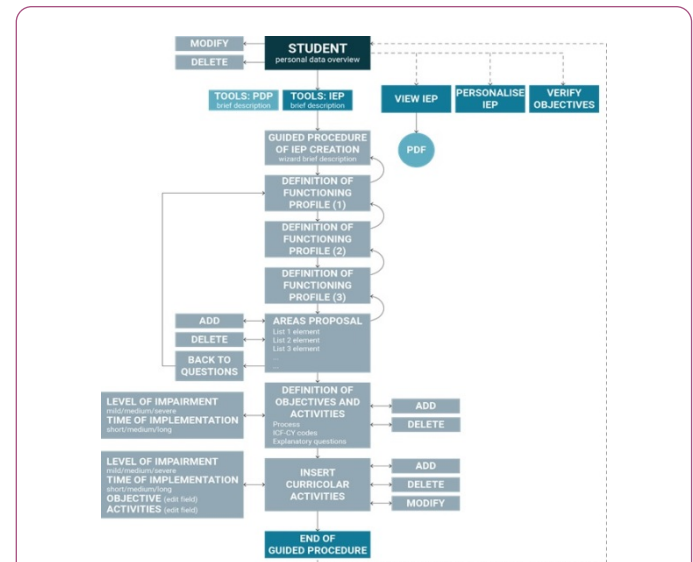 MODIFY
DELETE
STUDENT
personal data overview
TOOLS: PDP
brief description
TOOLS: IEP
brief description
VIEW IEP
PERSONALISE
IEP
VERIFY
OBJECTIVES
PDF
GUIDED PROCEDURE
OF IEP CREATION
wizard brief description
DEFINITION OF
FUNCTIONING
PROFILE (1)
DEFINITION OF
FUNCTIONING
PROFILE (2)
DEFINITION OF
FUNCTIONING
PROFILE (3)
ADD
DELETE
BACK TO
QUESTIONS
AREAS PROPOSAL
List 1 element
List 2 element
List 3 element
...
...
LEVEL OF IMPAIRMENT
mild/medium/severe
TIME OF IMPLEMENTATION
short/medium/long
DEFINITION OF
OBJECTIVES AND
ACTIVITIES
Process
ICF-CY codes
Explanatory questions
ADD
DELETE
LEVEL OF IMPAIRMENT
mild/medium/severe
TIME OF IMPLEMENTATION
short/medium/long
OBJECTIVE (edit field)
ACTIVITIES (edit field)
INSERT
CURRICOLAR
ACTIVITIES
ADD
DELETE
MODIFY
END OF
GUIDED PROCEDURE